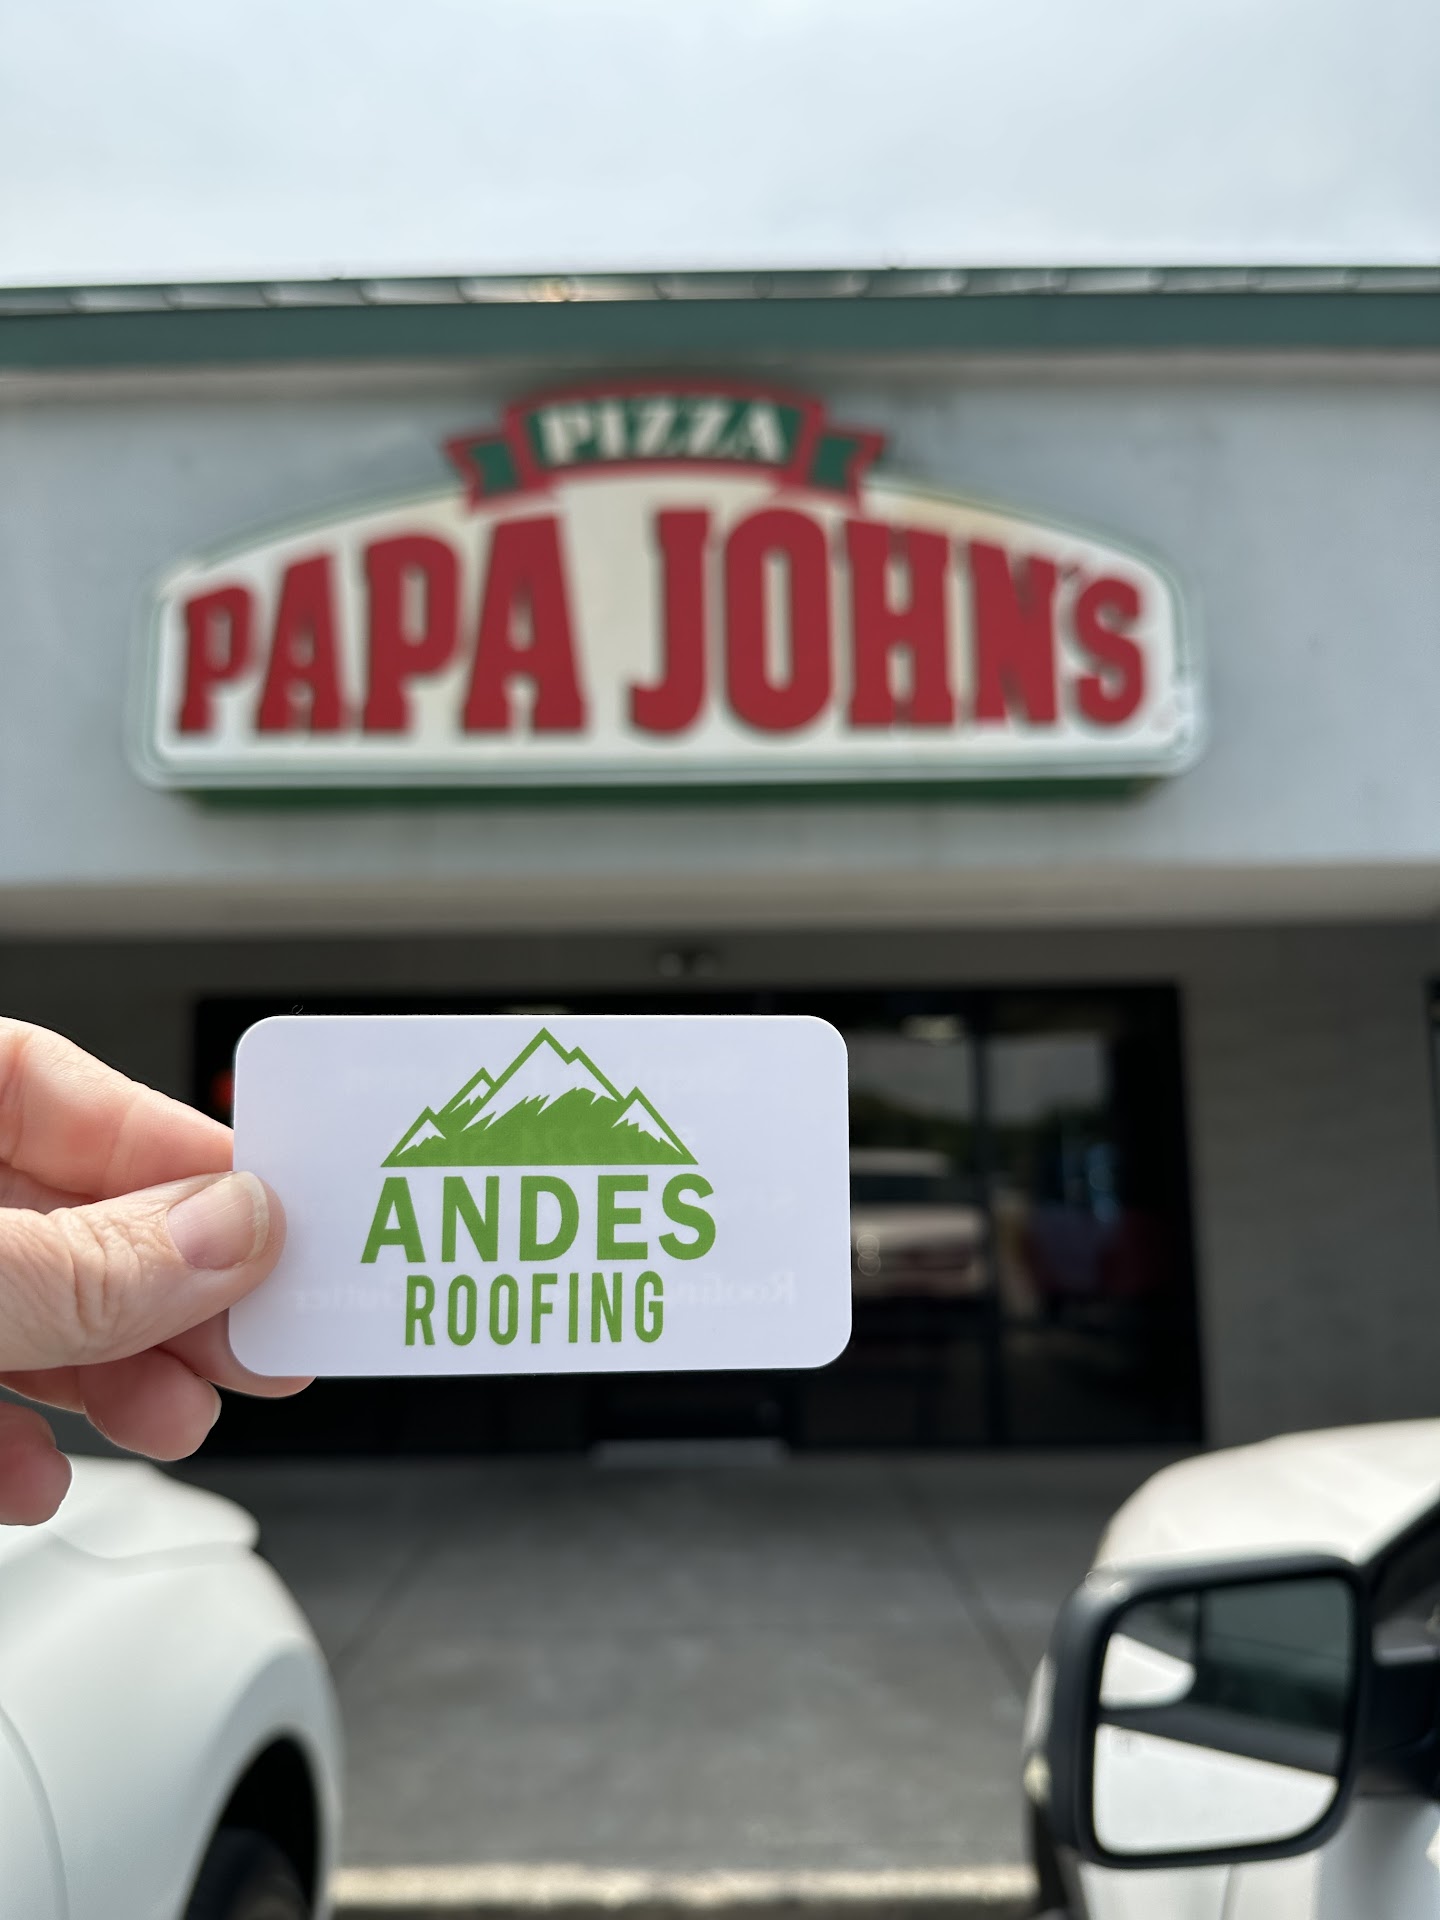 PIZZA
PAPA JOHN'S
ANDES
ROOFING